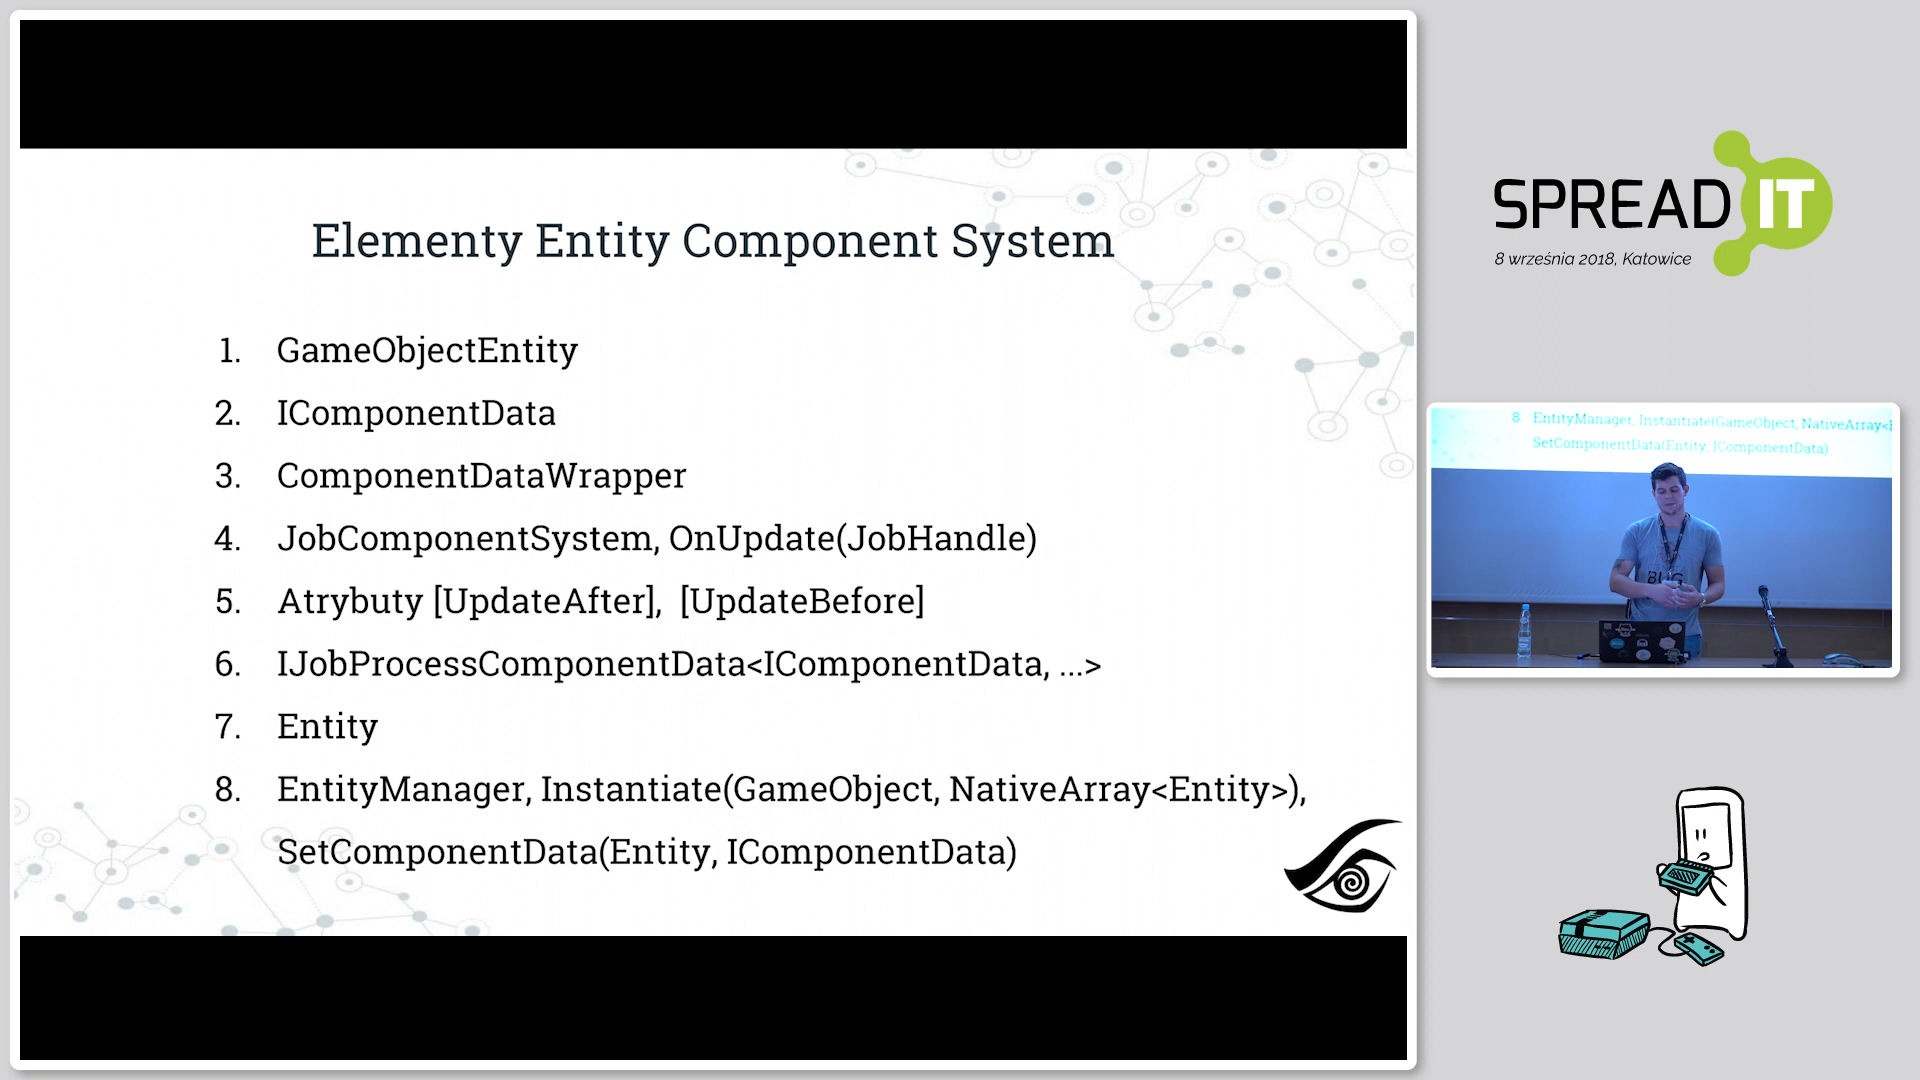 Elementy Entity Component System
1. GameObjectEntity
2. IComponentData
3. ComponentDataWrapper
4. JobComponentSystem, OnUpdate(JobHandle)
5. Atrybuty [UpdateAfter], [UpdateBefore]
6. IJobProcessComponentData<IComponentData, ...>
7. Entity
8. EntityManager, Instantiate(GameObject, NativeArray<Entity>),
SetComponentData(Entity, IComponentData)
SPREAD IT
8 września 2018, Katowice
8. EntityManager, Instantiate(GameObject, NativeArray<E
SetComponentData(Entity, IComponentData)
BUG